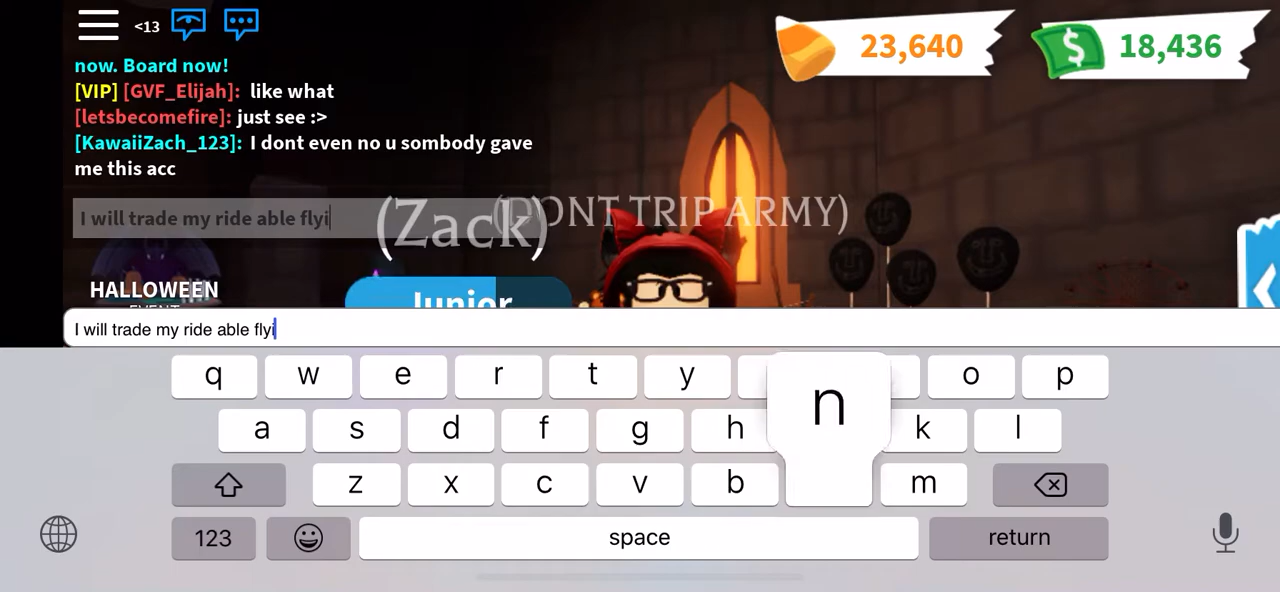 <13
23,640
18,436
now. Board now!
[VIP] [GVF_Elijah]: like what
[letsbecomefire]: just see :>
[KawaiiZach_123]: I dont even no u sombody gave
me this acc
I will trade my ride able flyi
(Zack)
(DONT TRIP ARMY)
HALLOWEEN
EVENT
Junior
I will trade my ride able flyi
q w e r t y o p
a s d f g h k l
z x c v b n m
123 space return